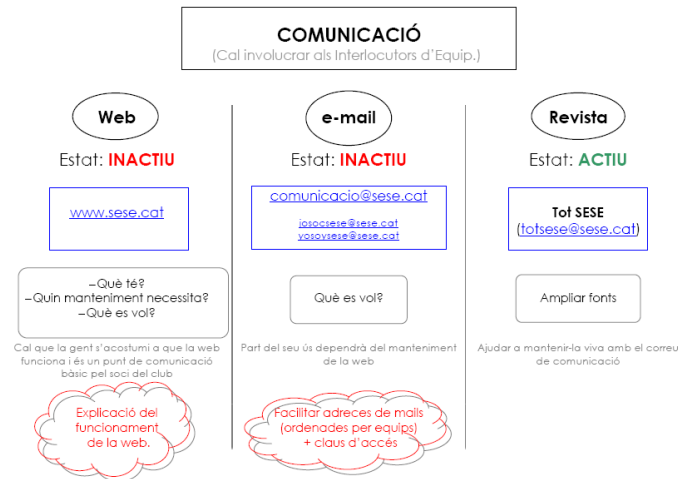 COMUNICACIÓ
(Cal involucrar als Interlocutors d'Equip.)
Web
Estat: INACTIU
www.sese.cat
–Què té?
–Quin manteniment necessita?
–Què es vol?
Cal que la gent s'acostumi a que la web
funciona i és un punt de comunicació
bàsic pel soci del club
Explicació del
funcionament
de la web.
e-mail
Estat: INACTIU
comunicacio@sese.cat
josocsese@sese.cat
yosoysese@sese.cat
Què es vol?
Part del seu ús dependrà del manteniment
de la web
Facilitar adreces de mails
(ordenades per equips)
+ claus d'accés
Revista
Estat: ACTIU
Tot SESE
(totsese@sese.cat)
Ampliar fonts
Ajudar a mantenir-la viva amb el correu
de comunicació